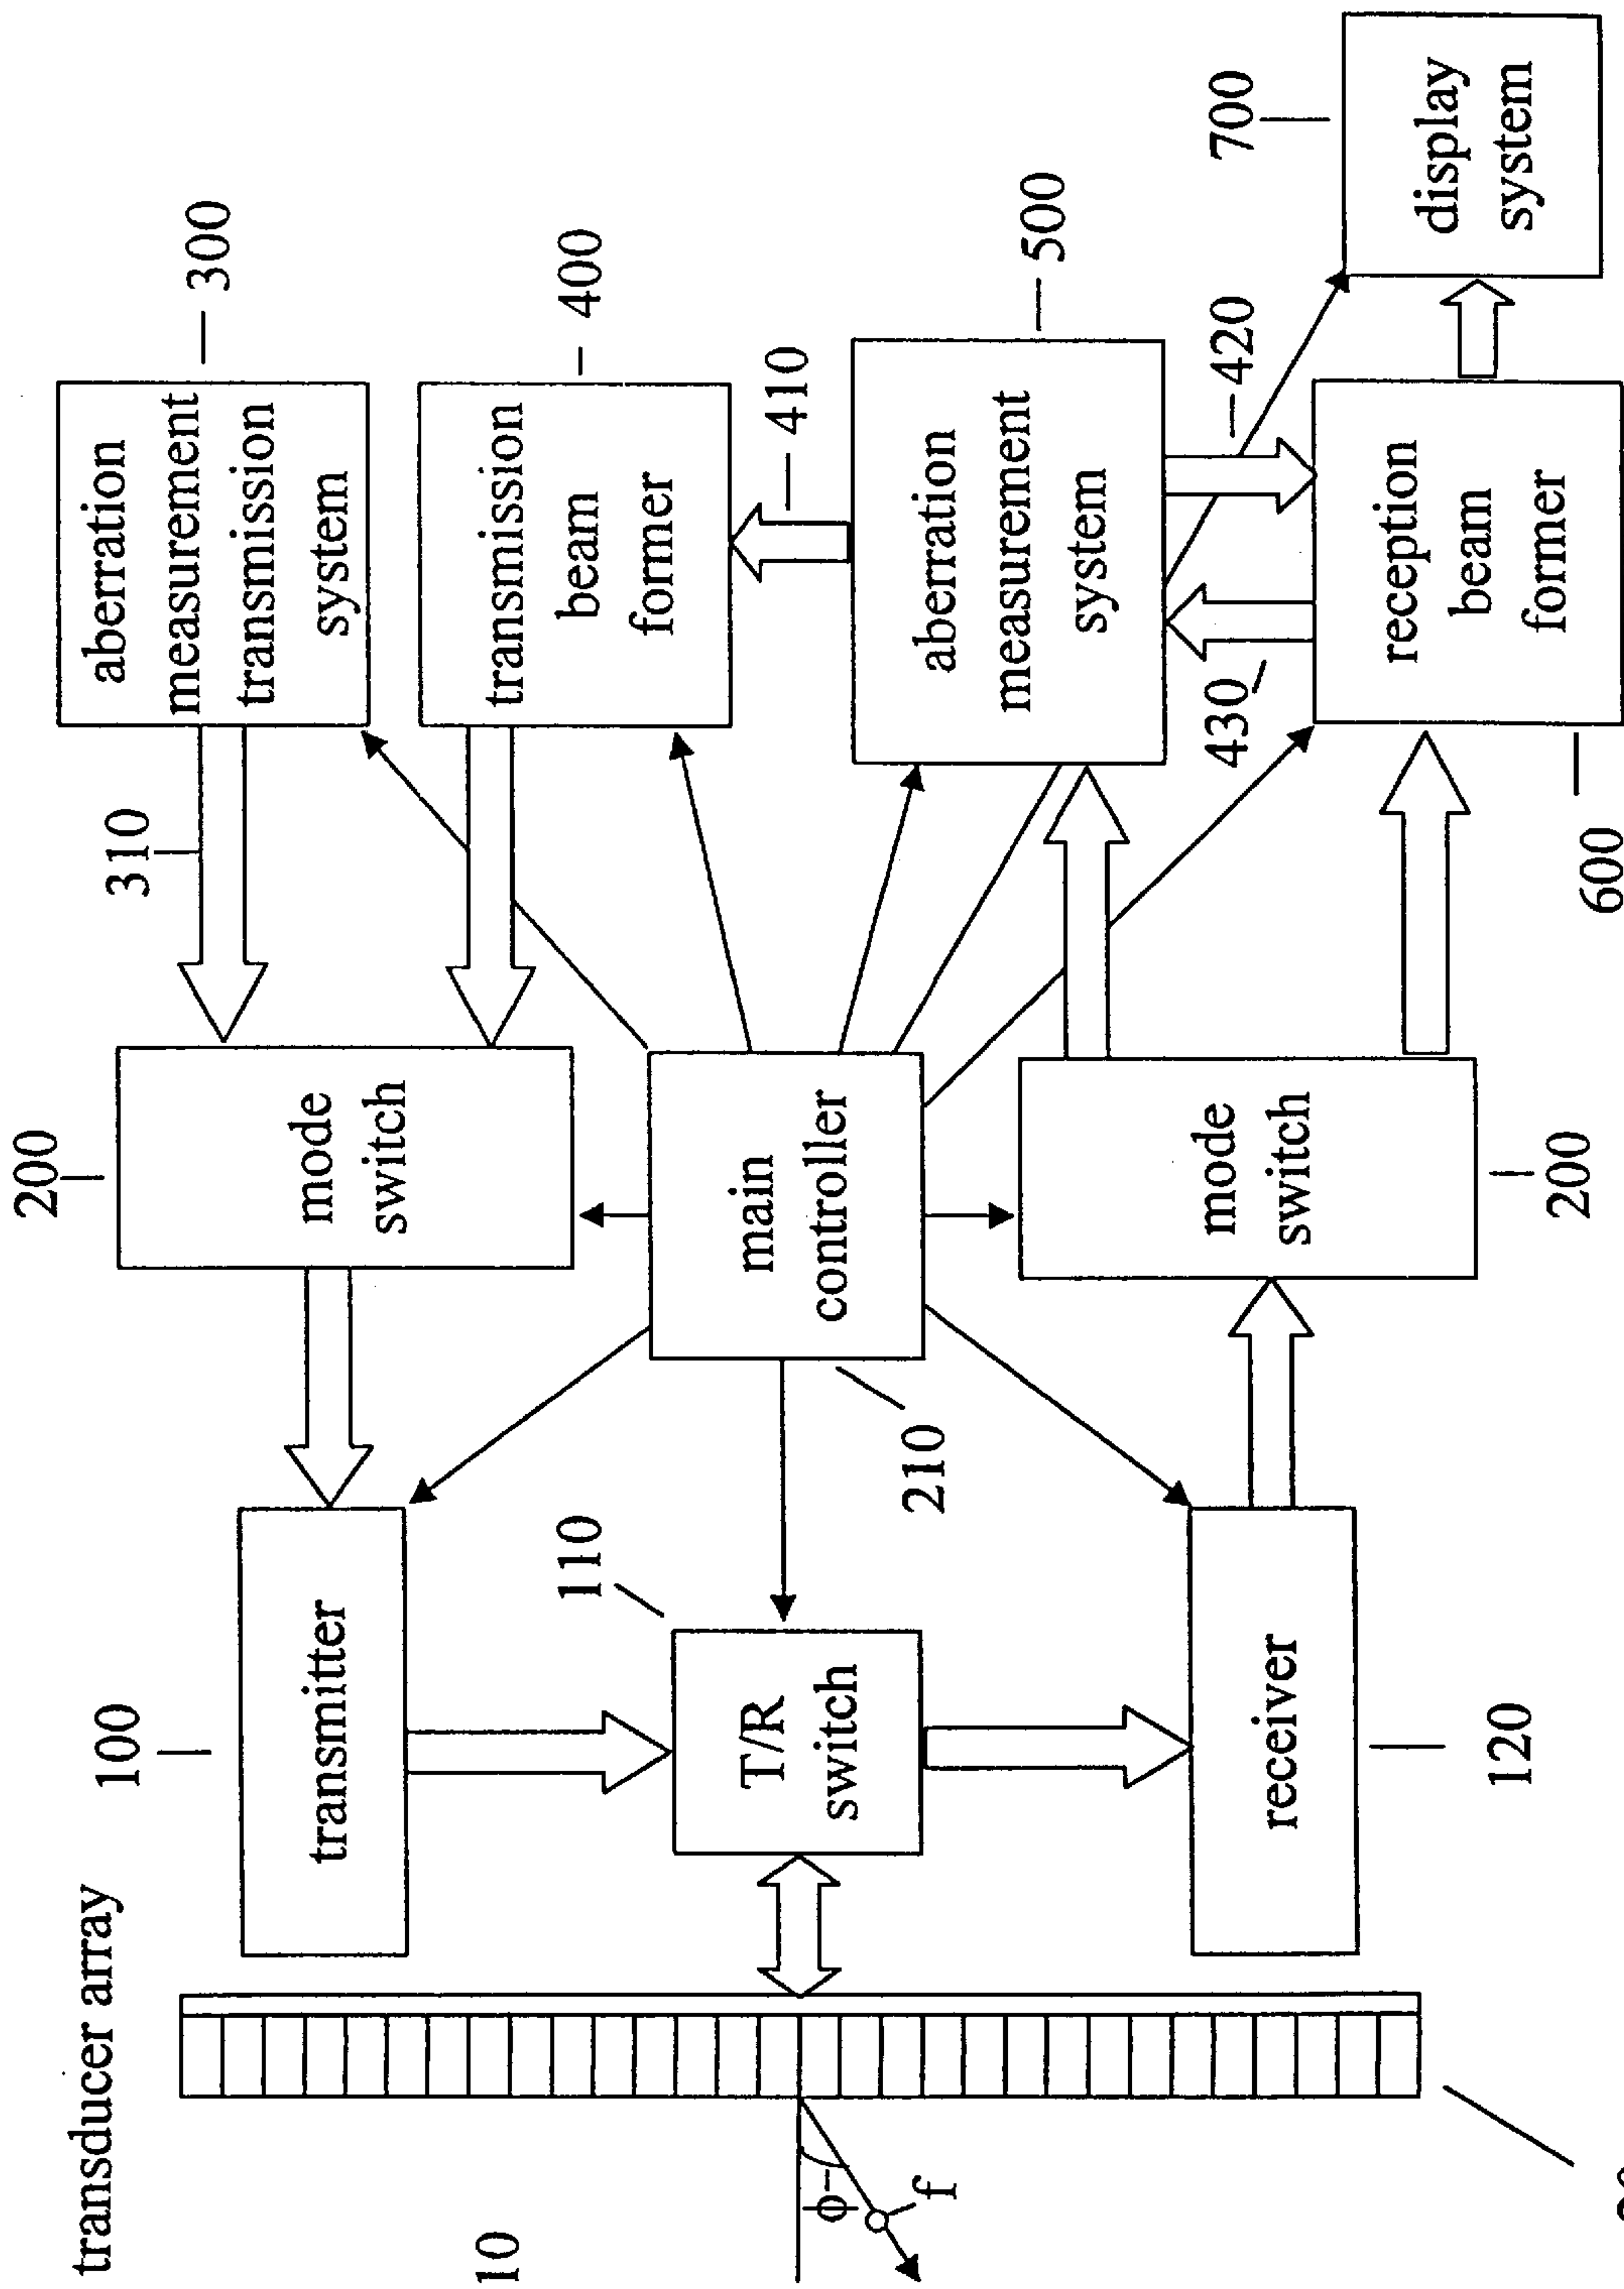 transducer array
10
ϕ
f
100
transmitter
110
T/R
switch
receiver
120
200
mode
switch
main
controller
210
mode
switch
200
310
aberration
measurement
transmission
system
300
transmission
beam
former
400
410
aberration
measurement
system
500
420
430
reception
beam
former
600
display
system
700